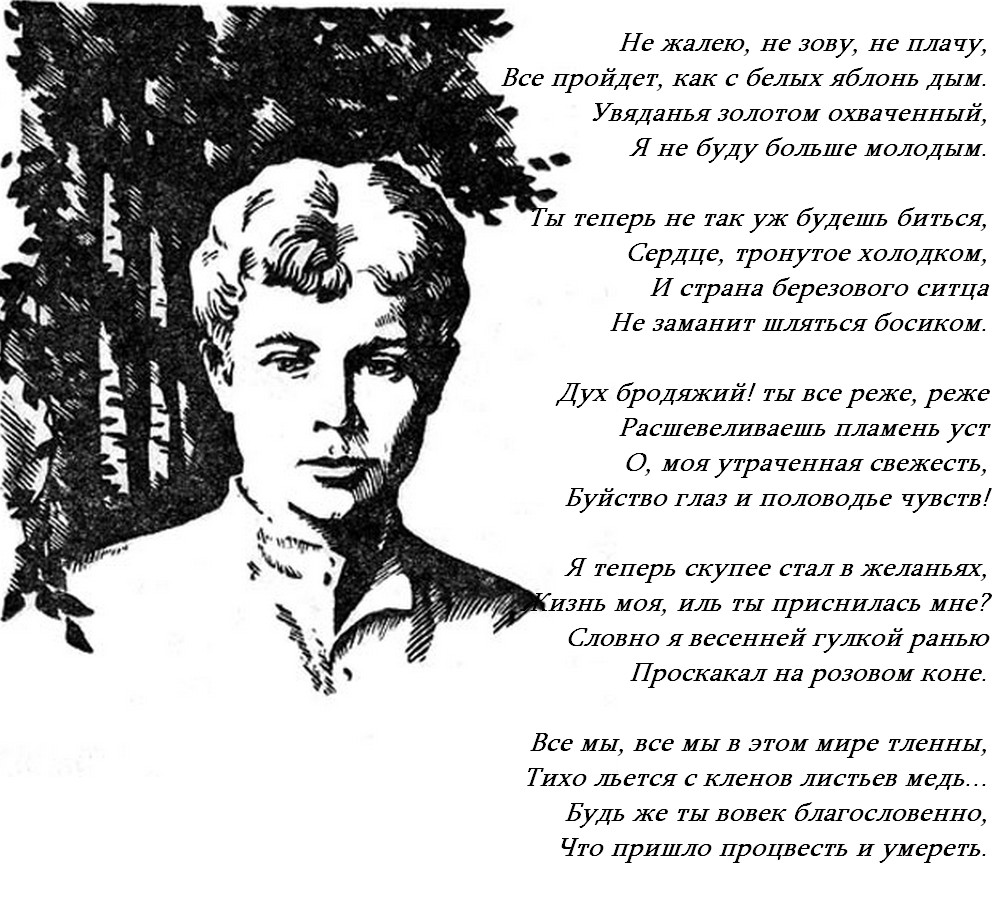 Не жалею, не зову, не плачу,
Все пройдет, как с белых яблонь дым.
Увяданья золотом охваченный,
Я не буду больше молодым.
Ты теперь не так уж будешь биться,
Сердце, тронутое холодком,
И страна березового ситца
Не заманит шляться босиком.
Дух бродяжий! ты все реже, реже
Расшевеливаешь пламень уст
О, моя утраченная свежесть,
Буйство глаз и половодье чувств!
Я теперь скупее стал в желаньях,
Жизнь моя, иль ты приснилась мне?
Словно я весенней гулкой ранью
Проскакал на розовом коне.
Все мы, все мы в этом мире тленны,
Тихо льется с кленов листьев медь...
Будь же ты вовек благословенно,
Что пришло процвесть и умереть.